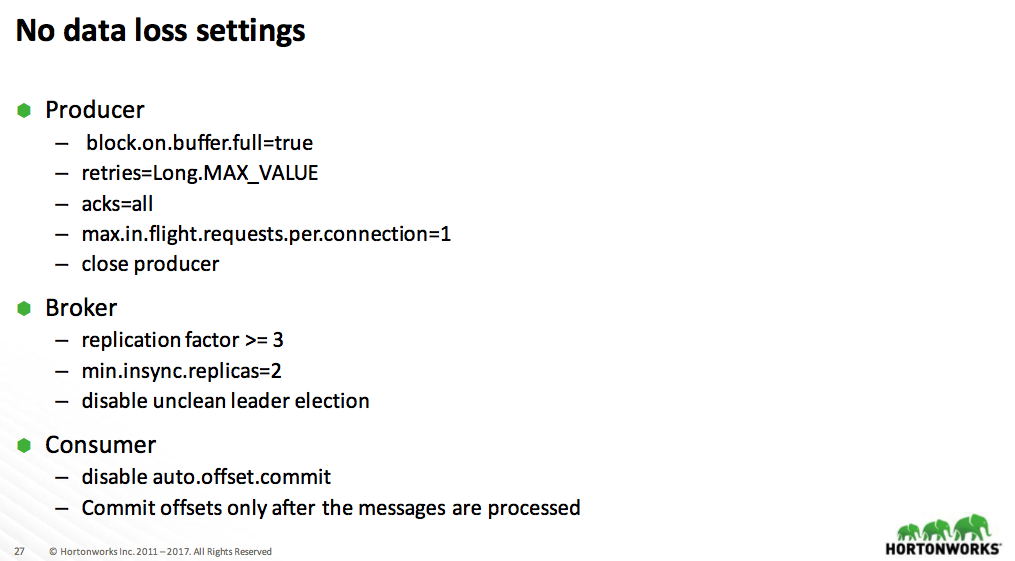 No data loss settings
Producer
– block.on.buffer.full=true
– retries=Long.MAX_VALUE
– acks=all
– max.in.flight.requests.per.connection=1
– close producer
Broker
– replication factor >= 3
– min.insync.replicas=2
– disable unclean leader election
Consumer
– disable auto.offset.commit
– Commit offsets only after the messages are processed
27 © Hortonworks Inc. 2011 – 2017. All Rights Reserved
HORTONWORKS